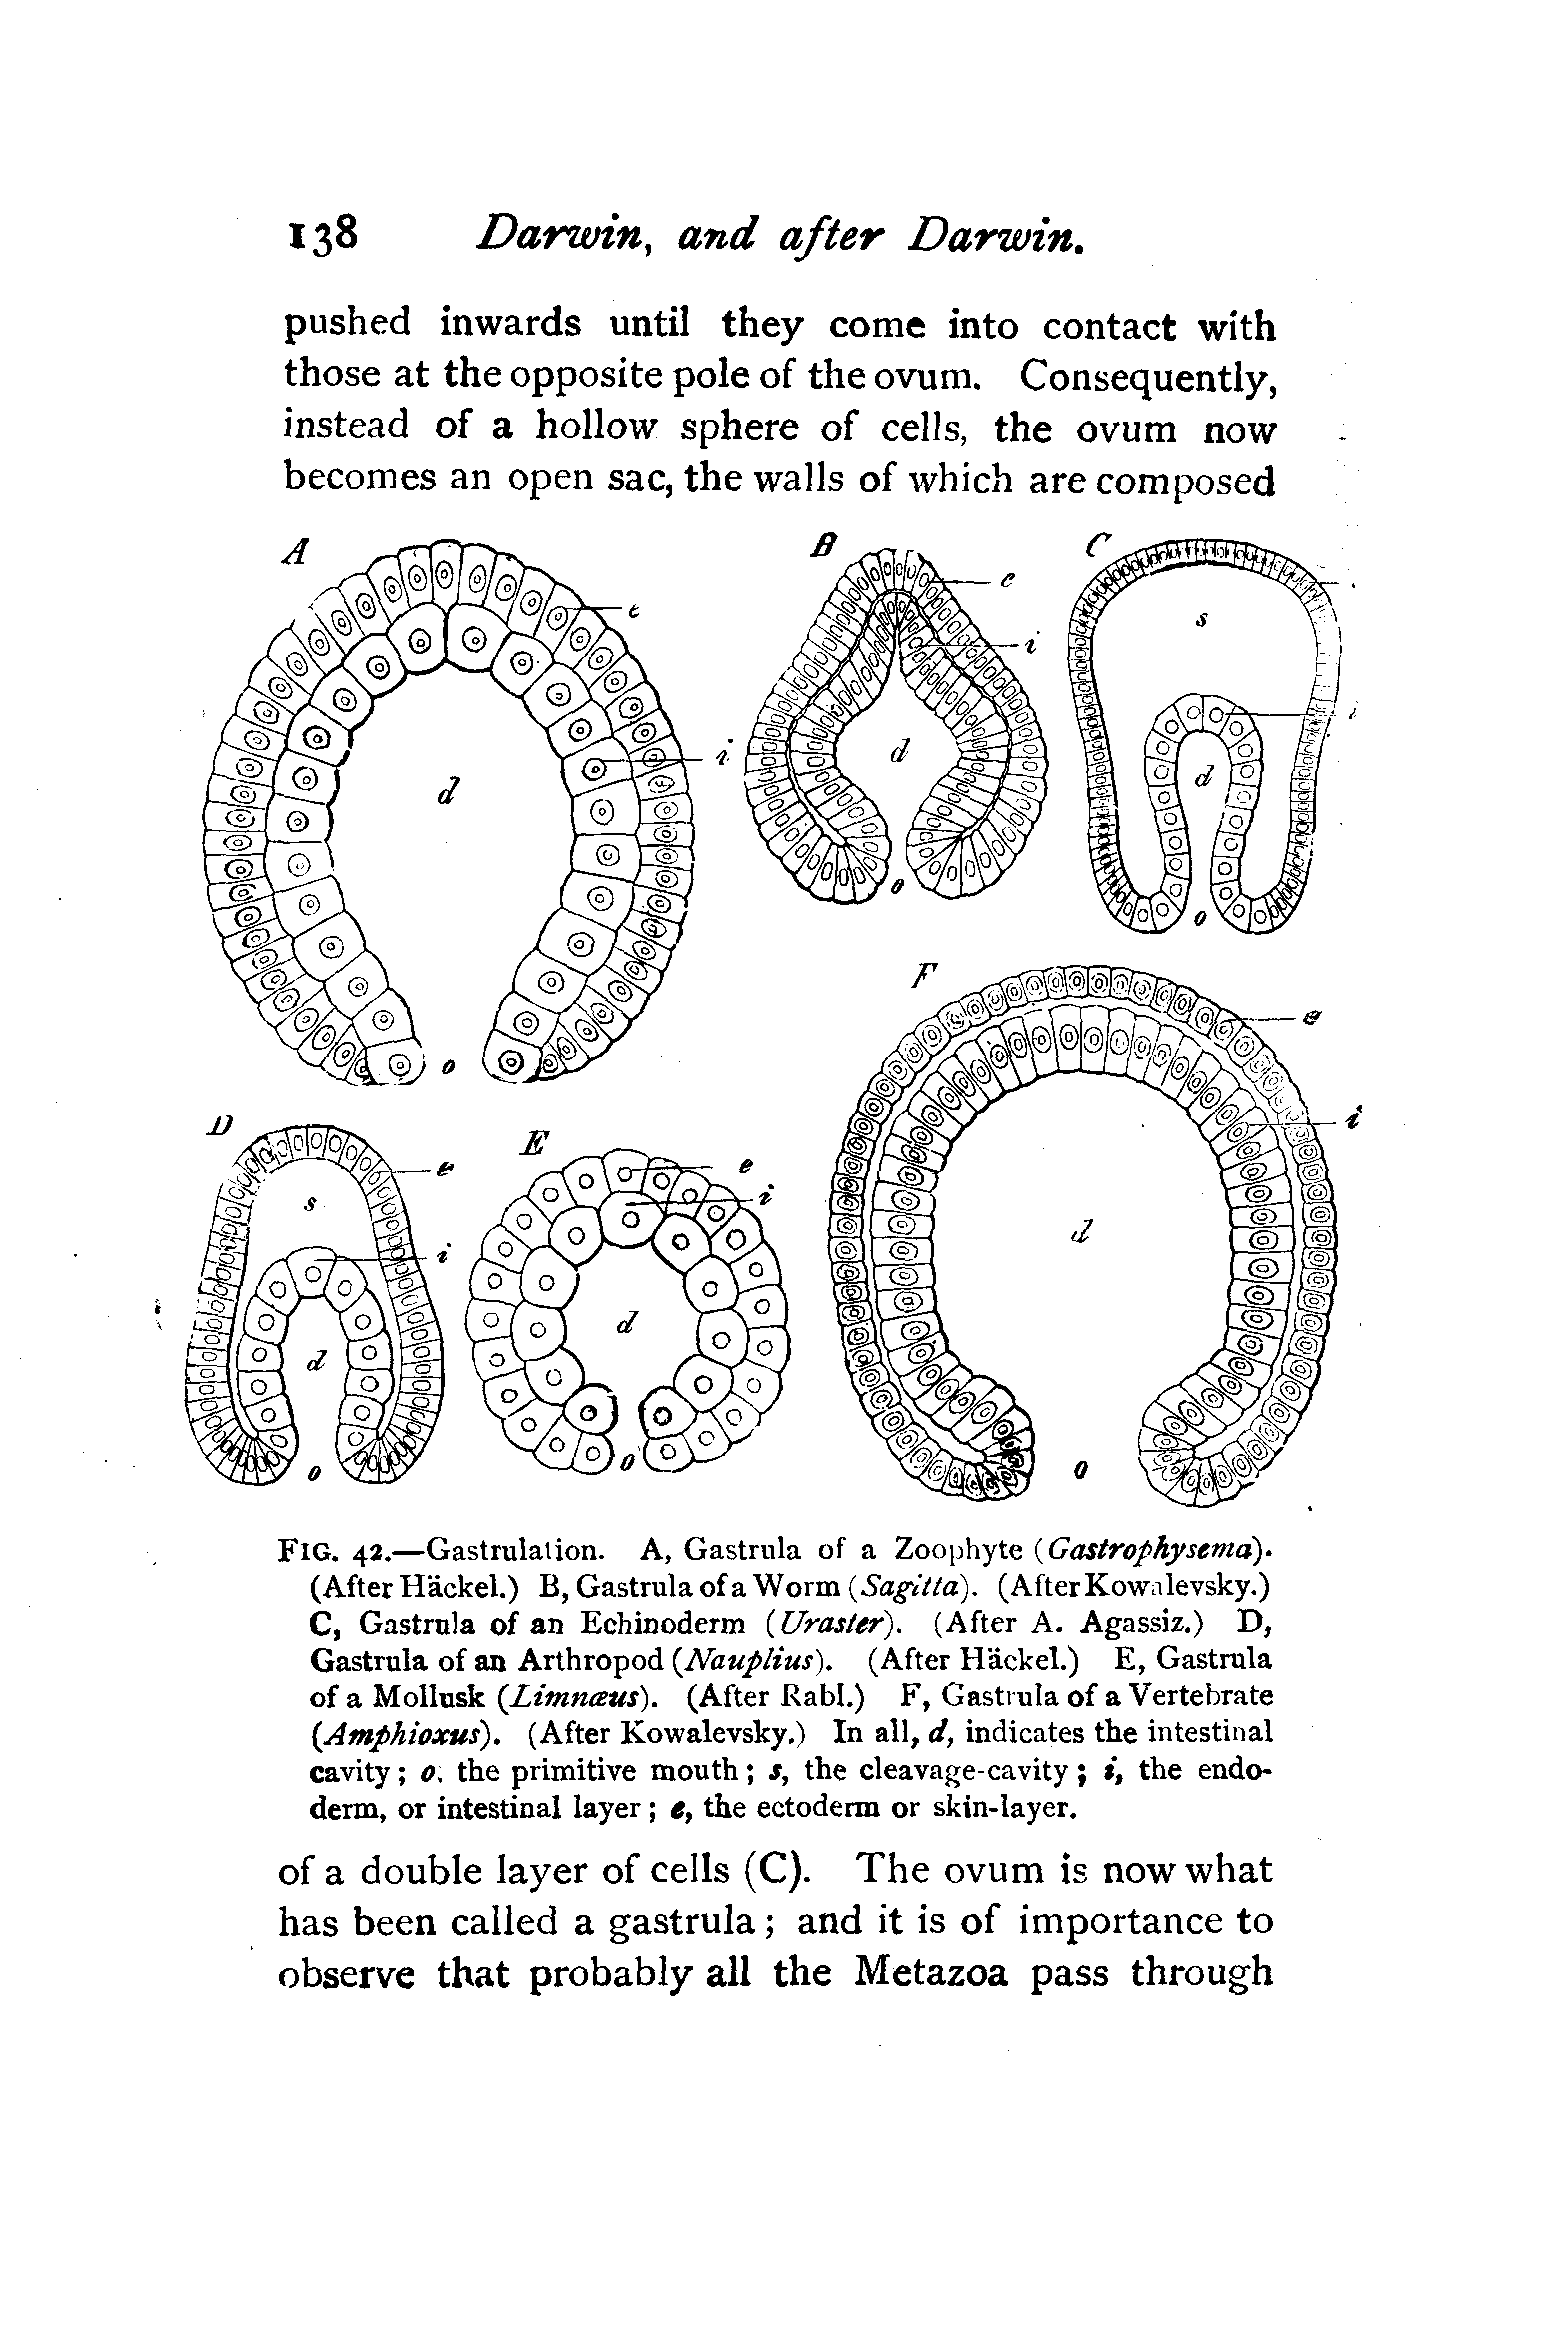 138 Darwin, and after Darwin.
pushed inwards until they come into contact with
those at the opposite pole of the ovum. Consequently,
instead of a hollow sphere of cells, the ovum now
becomes an open sac, the walls of which are composed
A
B
C
e
e
s
i
i
i
d
d
d
o
o
o
F
e
D
E
i
e
e
s
i
i
d
d
d
o
o
o
FIG. 42.—Gastrulation. A, Gastrula of a Zoophyte (Gastrophysema).
(After Häckel.) B, Gastrula of a Worm (Sagitta). (After Kowalevsky.)
C, Gastrula of an Echinoderm (Uraster). (After A. Agassiz.) D,
Gastrula of an Arthropod (Nauplius). (After Häckel.) E, Gastrula
of a Mollusk (Limnæus). (After Rabl.) F, Gastrula of a Vertebrate
(Amphioxus). (After Kowalevsky.) In all, d, indicates the intestinal
cavity; o, the primitive mouth; s, the cleavage-cavity; i, the endo-
derm, or intestinal layer; e, the ectoderm or skin-layer.
of a double layer of cells (C). The ovum is now what
has been called a gastrula; and it is of importance to
observe that probably all the Metazoa pass through